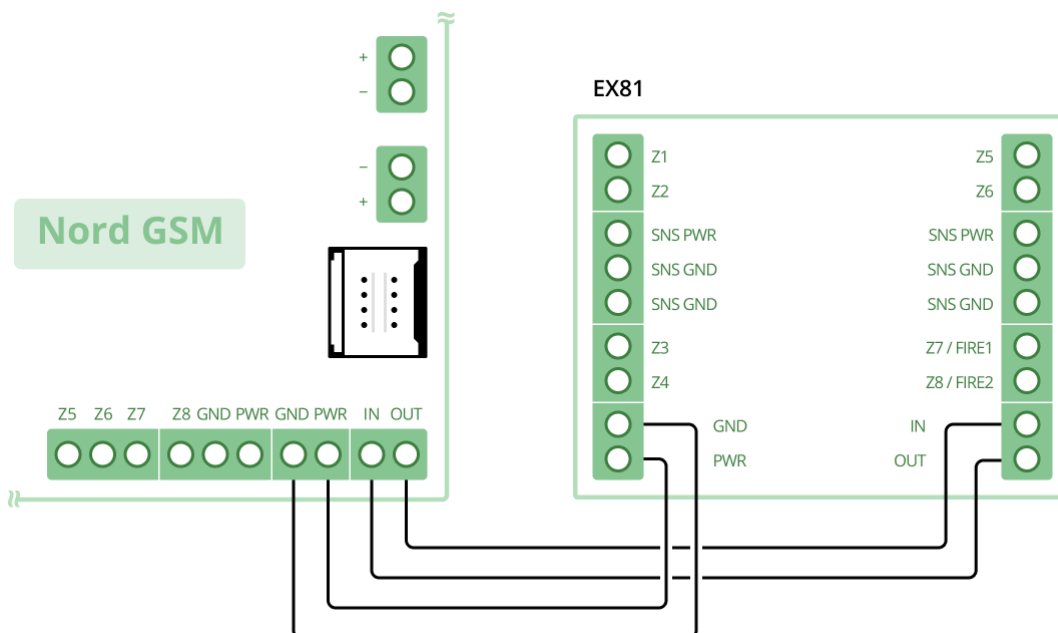 +
−
−
+
Nord GSM
Z5 Z6 Z7 Z8 GND PWR GND PWR IN OUT
EX81
Z1 Z5
Z2 Z6
SNS PWR SNS PWR
SNS GND SNS GND
SNS GND SNS GND
Z3 Z7 / FIRE1
Z4 Z8 / FIRE2
GND IN
PWR OUT